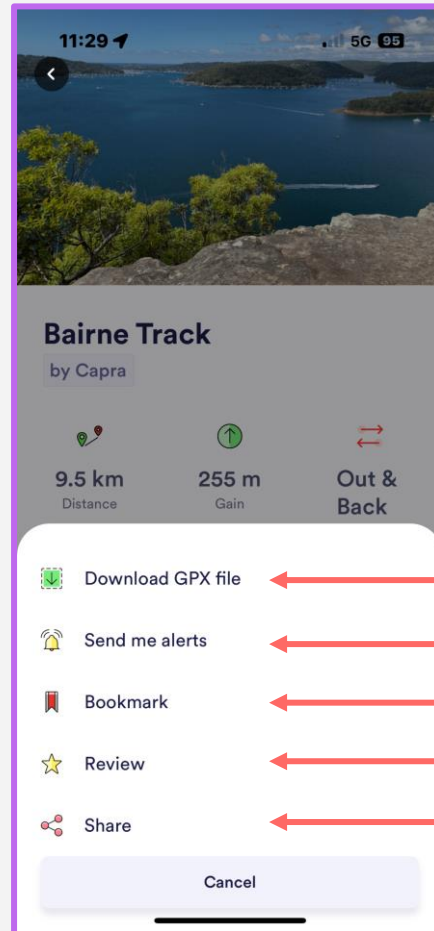 11:29
5G 95
Bairne Track
by Capra
9.5 km 255 m Out &
Distance Gain Back
Download GPX file
Send me alerts
Bookmark
Review
Share
Cancel